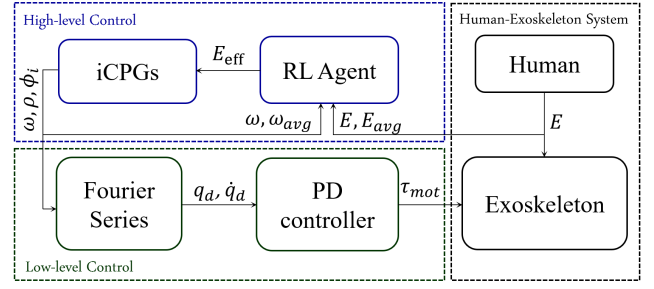 High-level Control
Human-Exoskeleton System
iCPGs
E_eff
RL Agent
Human
ω, ρ, ϕ_i
ω, ω_avg
E, E_avg
E
Fourier
Series
q_d, q̇_d
PD
controller
τ_mot
Exoskeleton
Low-level Control